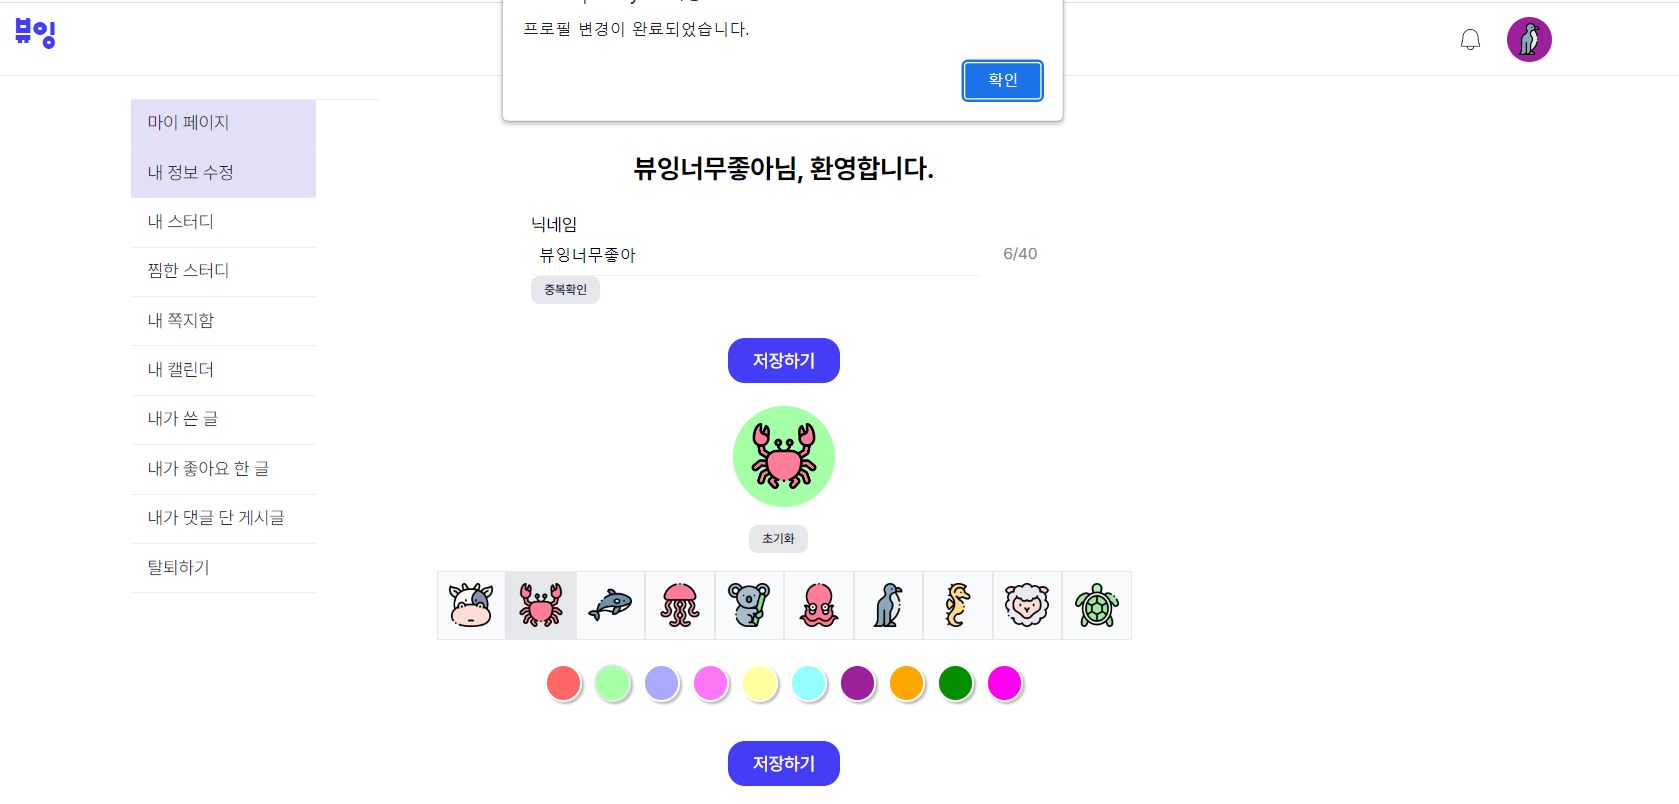 프로필 변경이 완료되었습니다.
확인
뷰잉
마이 페이지
내 정보 수정
내 스터디
찜한 스터디
내 쪽지함
내 캘린더
내가 쓴 글
내가 좋아요 한 글
내가 댓글 단 게시글
탈퇴하기
뷰잉너무좋아님, 환영합니다.
닉네임
뷰잉너무좋아 6/40
중복확인
저장하기
초기화
저장하기